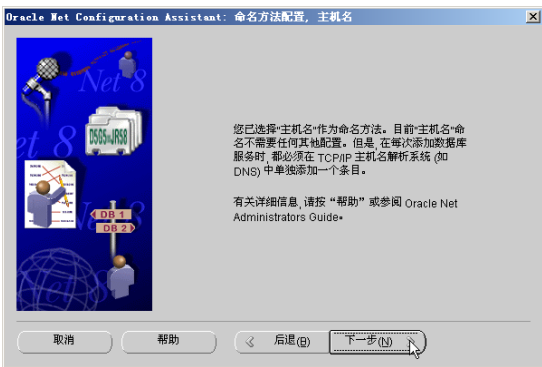 Oracle Net Configuration Assistant: 命名方法配置, 主机名
Net 8
D5G5=JRS8
t 8
DB 1
DB 2
Net 8
您已选择“主机名”作为命名方法。目前“主机名”命
名不需要任何其他配置。但是, 在每次添加数据库
服务时, 都必须在 TCP/IP 主机名解析系统 (如
DNS) 中单独添加一个条目。
有关详细信息, 请按 “帮助” 或参阅 Oracle Net
Administrators Guide。
取消
帮助
后退(B)
下一步(N)